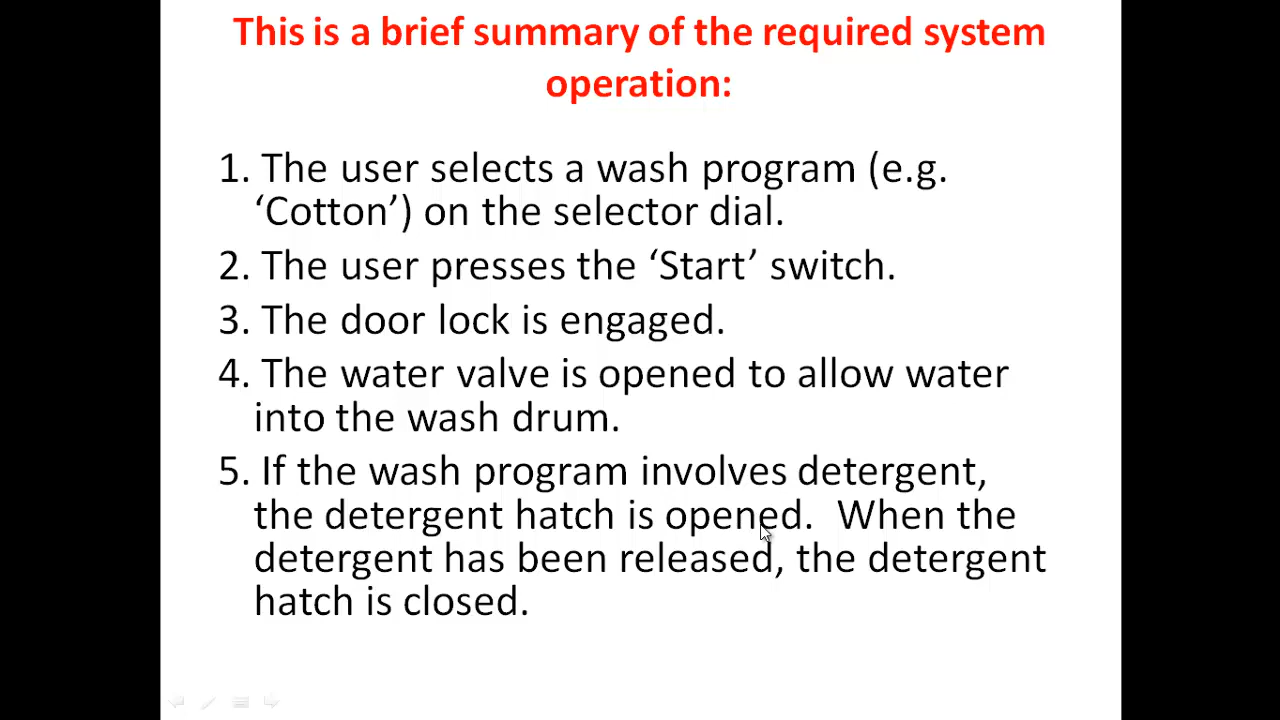 This is a brief summary of the required system
operation:
1. The user selects a wash program (e.g.
‘Cotton’) on the selector dial.
2. The user presses the ‘Start’ switch.
3. The door lock is engaged.
4. The water valve is opened to allow water
into the wash drum.
5. If the wash program involves detergent,
the detergent hatch is opened.  When the
detergent has been released, the detergent
hatch is closed.